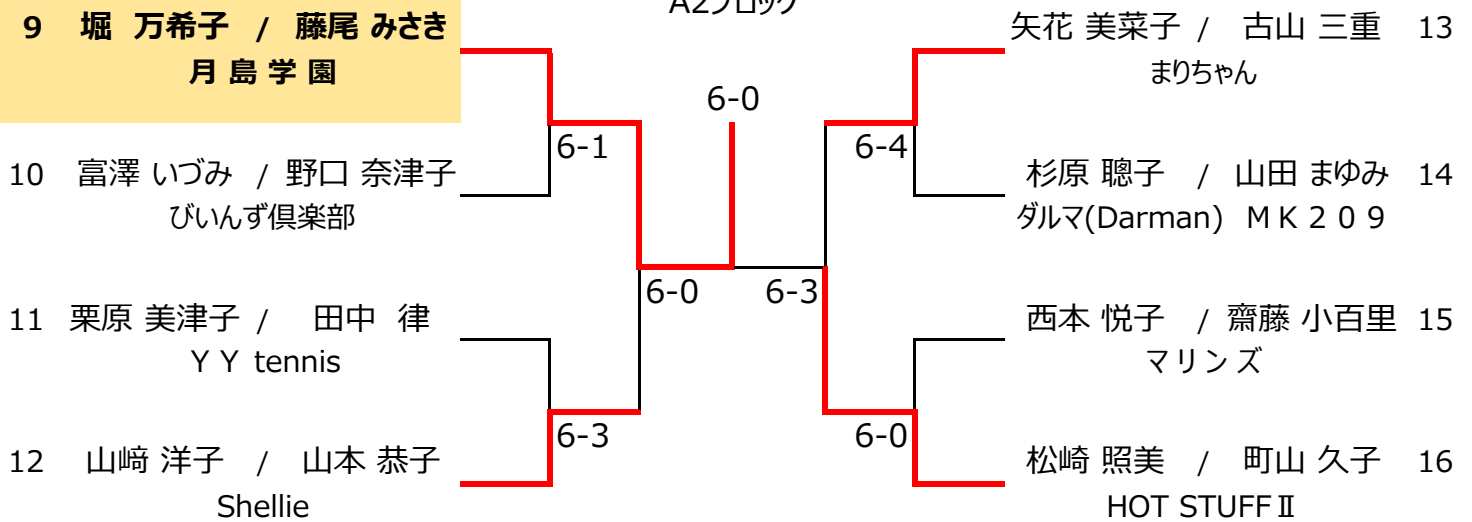 A2ブロック
9 堀 万希子 / 藤尾 みさき
月島学園
10 富澤 いづみ / 野口 奈津子
びいんず倶楽部
11 栗原 美津子 / 田中 律
ＹＹ tennis
12 山﨑 洋子 / 山本 恭子
Shellie
6-1
6-3
6-0
6-0
6-3
6-4
6-0
矢花 美菜子 / 古山 三重 13
まりちゃん
杉原 聰子 / 山田 まゆみ 14
ダルマ(Darman) ＭＫ２０９
西本 悦子 / 齋藤 小百里 15
マリンズ
松崎 照美 / 町山 久子 16
HOT STUFFⅡ